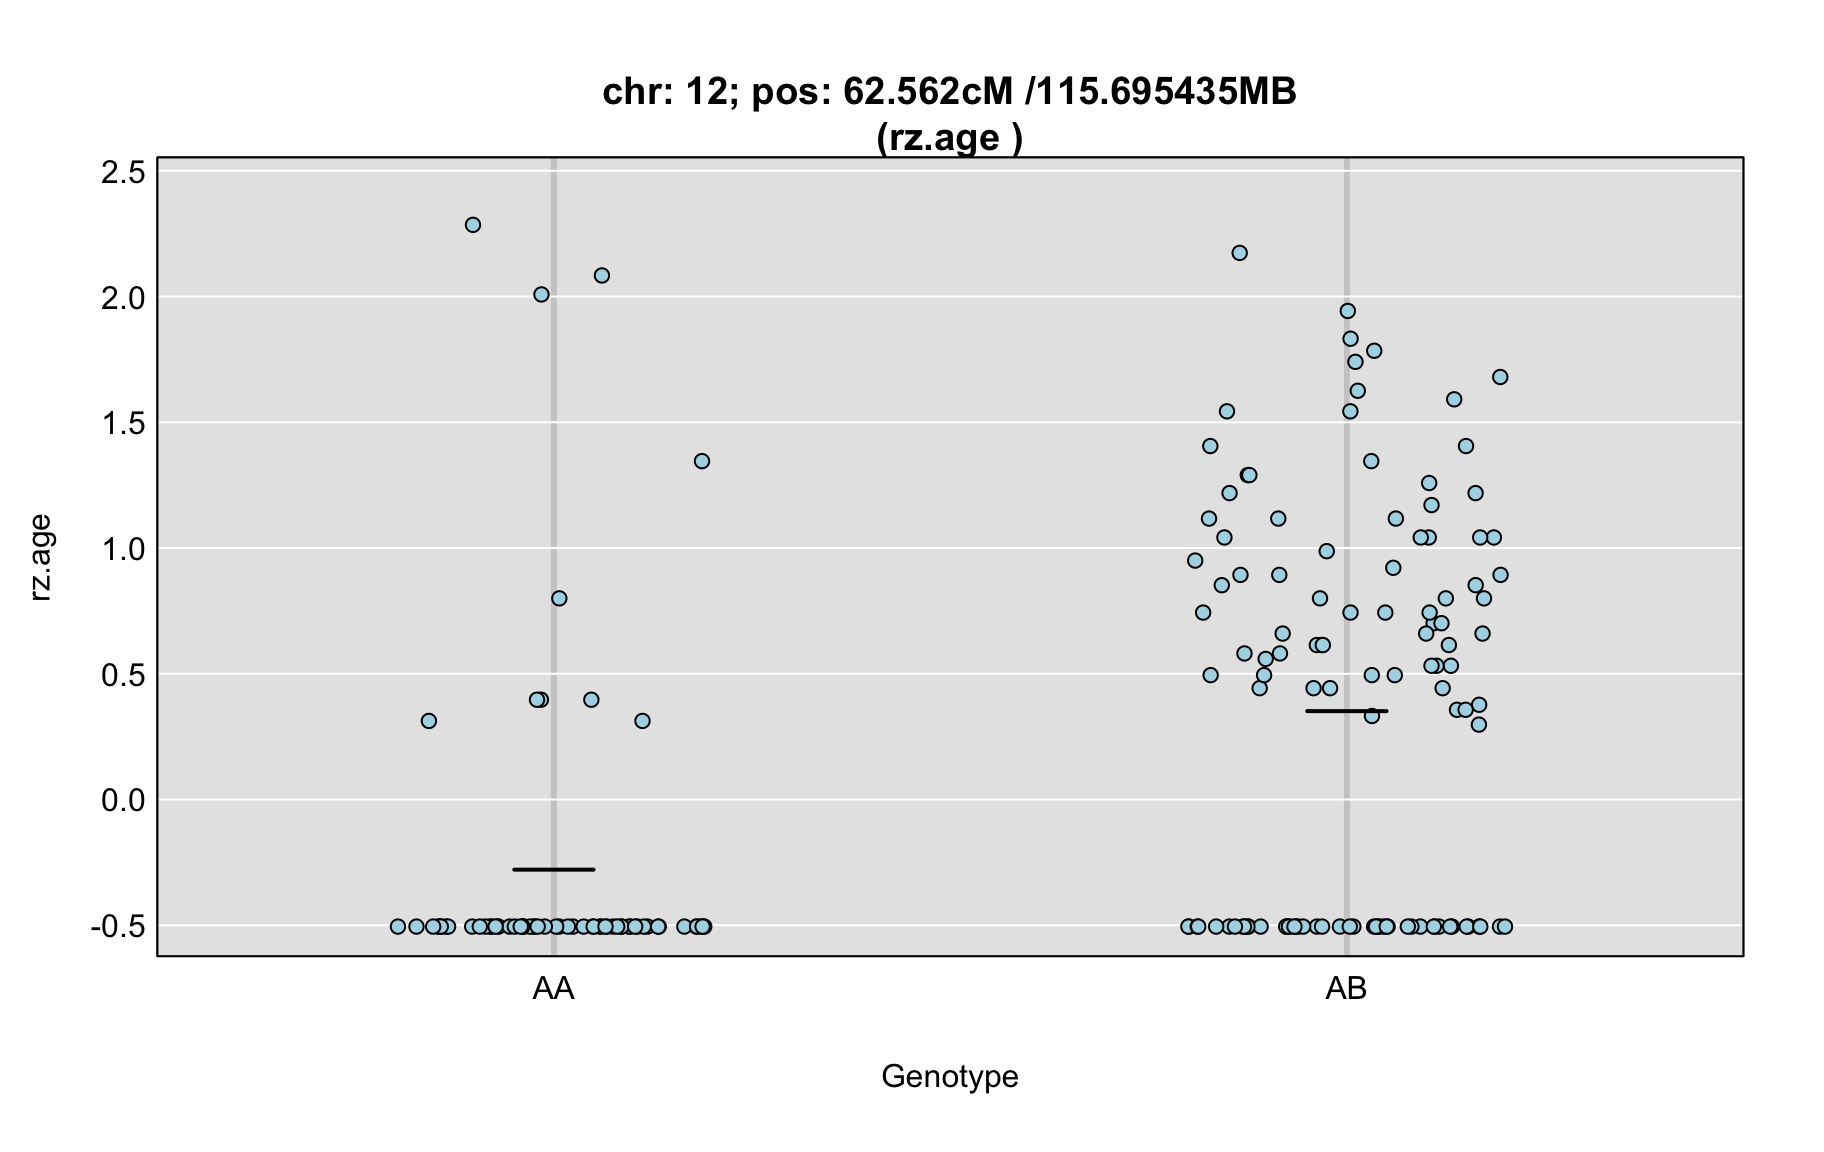 chr: 12; pos: 62.562cM /115.695435MB
(rz.age )
2.5
2.0
1.5
1.0
0.5
0.0
-0.5
rz.age
AA
AB
Genotype